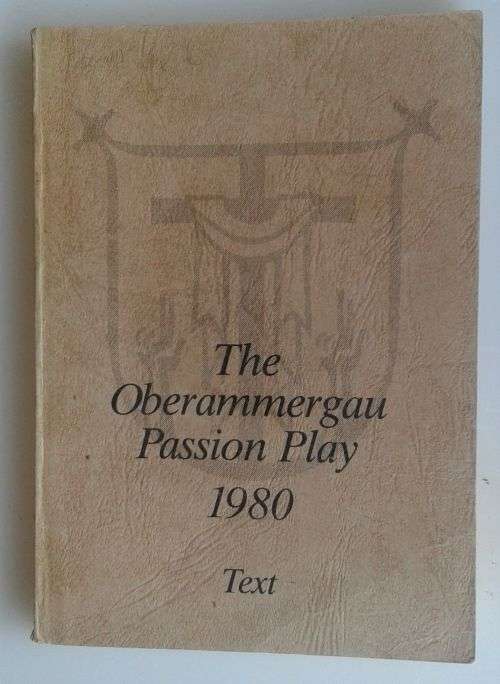 The
Oberammergau
Passion Play
1980
Text